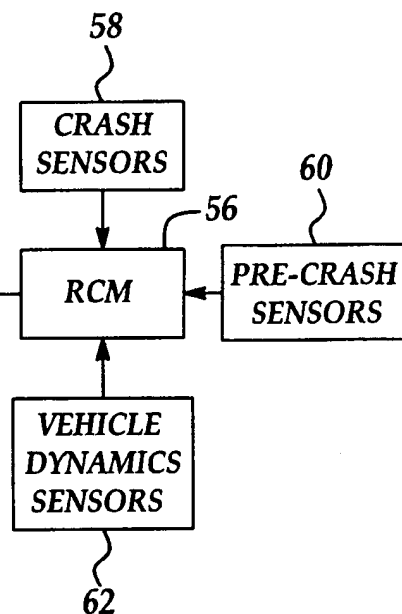 58
CRASH
SENSORS
56
60
RCM
PRE-CRASH
SENSORS
VEHICLE
DYNAMICS
SENSORS
62